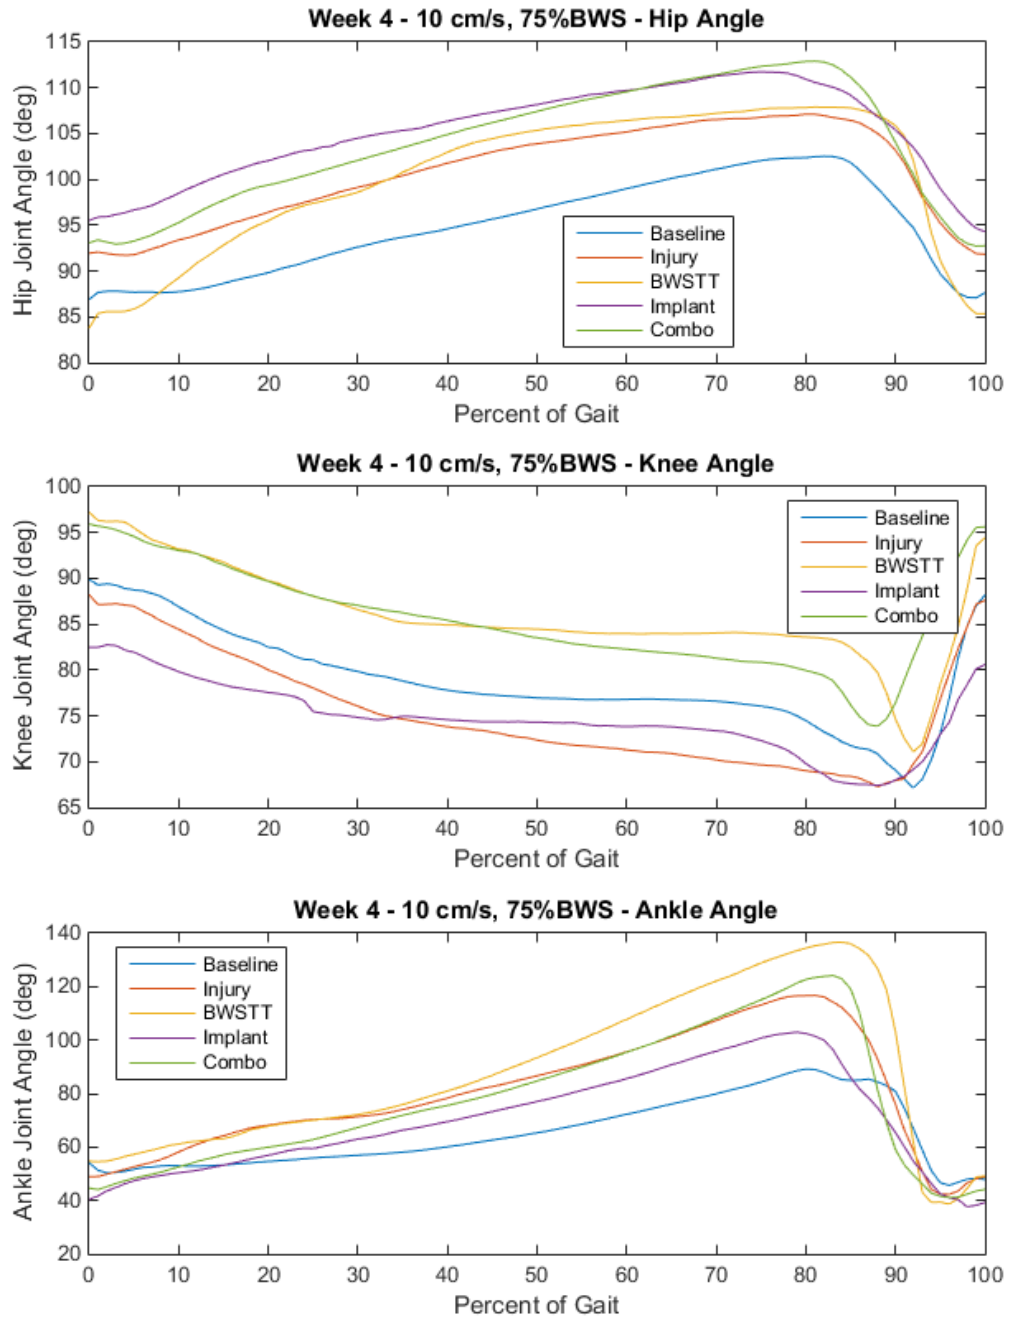 Week 4 - 10 cm/s, 75%BWS - Hip Angle
115
110
105
100
95
90
85
80
Hip Joint Angle (deg)
Baseline
Injury
BWSTT
Implant
Combo
0 10 20 30 40 50 60 70 80 90 100
Percent of Gait
Week 4 - 10 cm/s, 75%BWS - Knee Angle
100
95
90
85
80
75
70
65
Knee Joint Angle (deg)
Baseline
Injury
BWSTT
Implant
Combo
0 10 20 30 40 50 60 70 80 90 100
Percent of Gait
Week 4 - 10 cm/s, 75%BWS - Ankle Angle
140
120
100
80
60
40
20
Ankle Joint Angle (deg)
Baseline
Injury
BWSTT
Implant
Combo
0 10 20 30 40 50 60 70 80 90 100
Percent of Gait